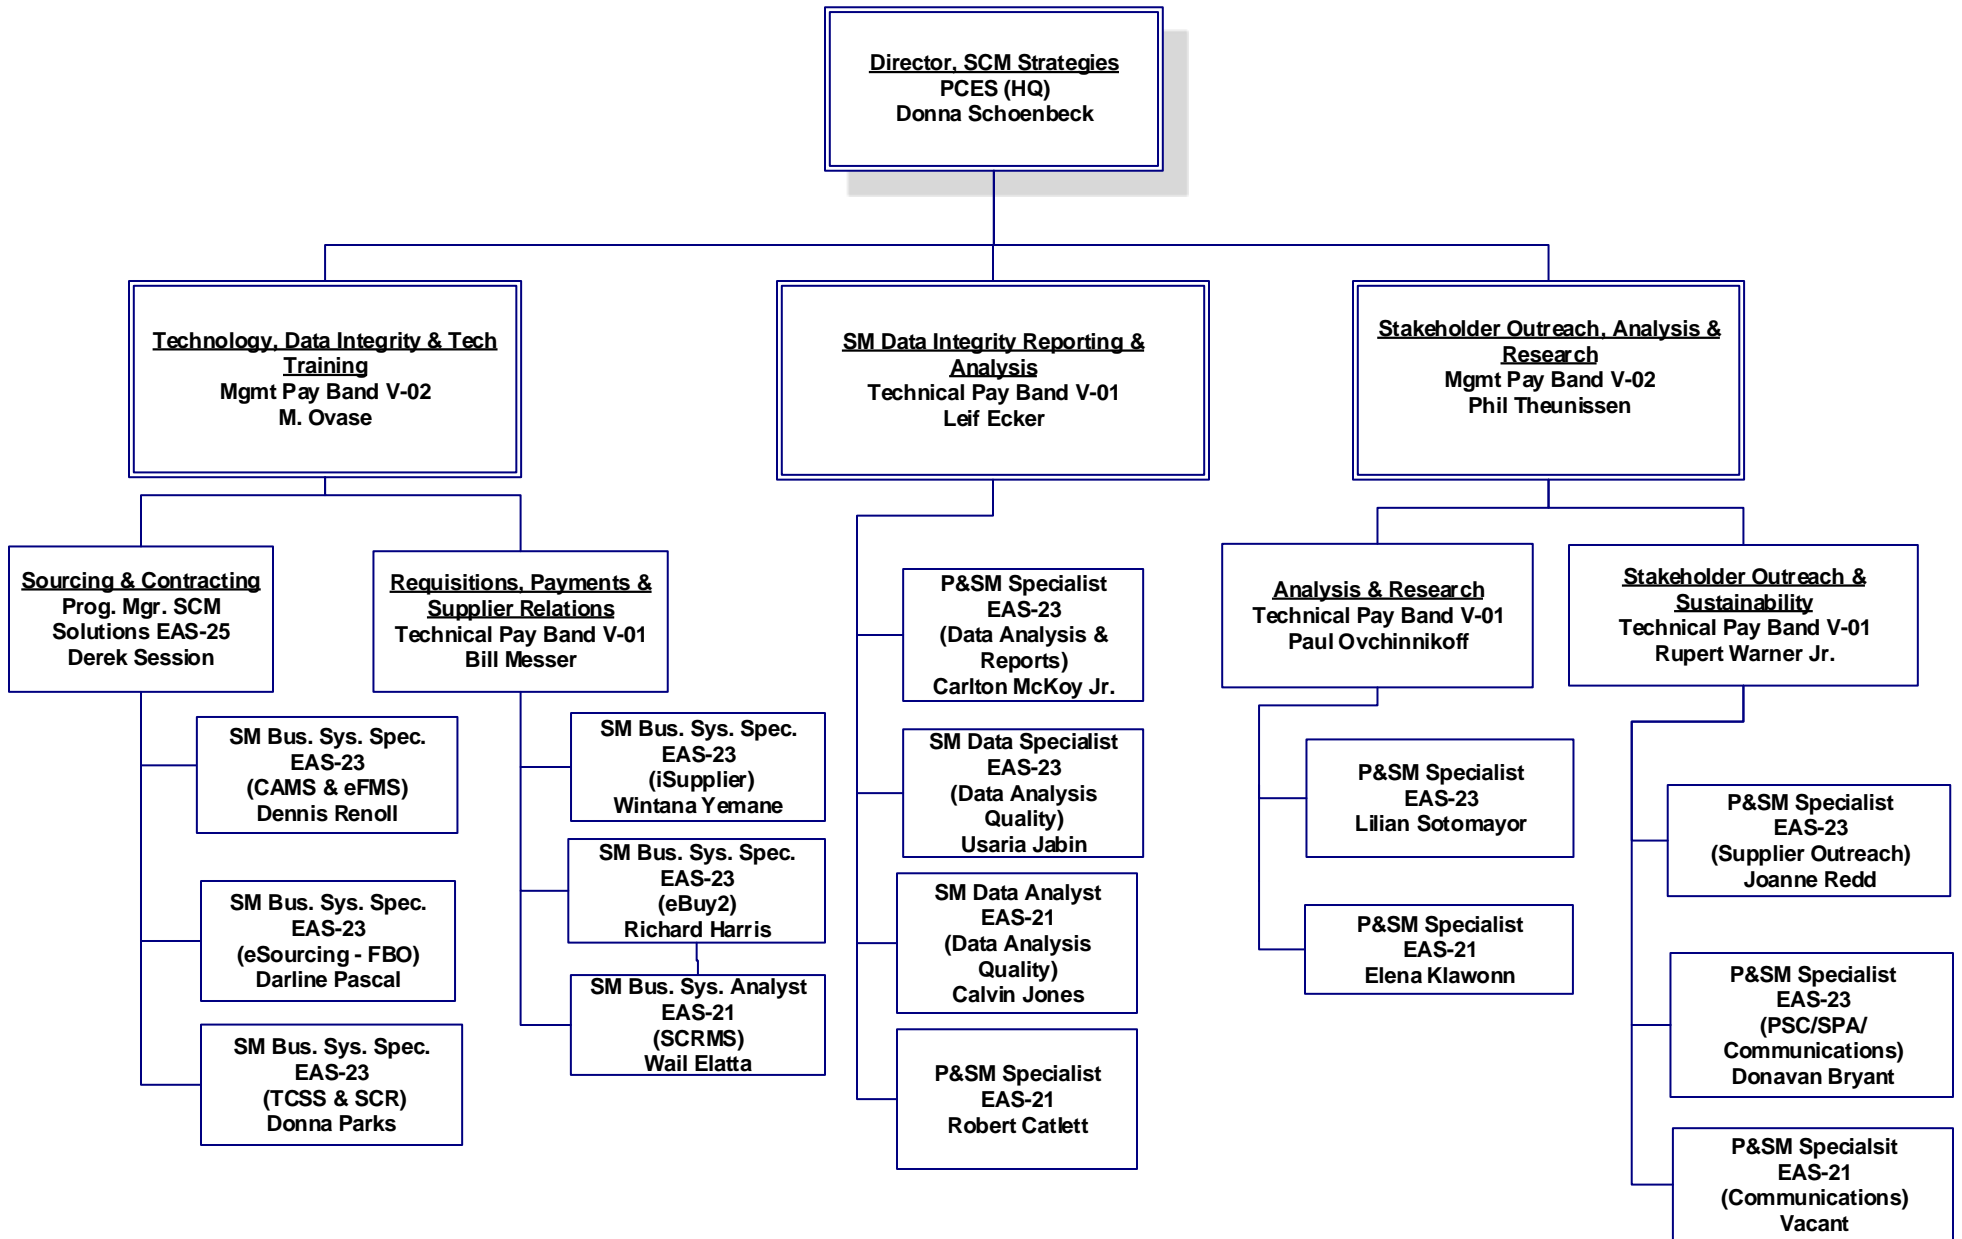 Director, SCM Strategies
PCES (HQ)
Donna Schoenbeck
Technology, Data Integrity & Tech
Training
Mgmt Pay Band V-02
M. Ovase
SM Data Integrity Reporting &
Analysis
Technical Pay Band V-01
Leif Ecker
Stakeholder Outreach, Analysis &
Research
Mgmt Pay Band V-02
Phil Theunissen
Sourcing & Contracting
Prog. Mgr. SCM
Solutions EAS-25
Derek Session
Requisitions, Payments &
Supplier Relations
Technical Pay Band V-01
Bill Messer
Analysis & Research
Technical Pay Band V-01
Paul Ovchinnikoff
Stakeholder Outreach &
Sustainability
Technical Pay Band V-01
Rupert Warner Jr.
SM Bus. Sys. Spec.
EAS-23
(CAMS & eFMS)
Dennis Renoll
SM Bus. Sys. Spec.
EAS-23
(eSourcing - FBO)
Darline Pascal
SM Bus. Sys. Spec.
EAS-23
(TCSS & SCR)
Donna Parks
SM Bus. Sys. Spec.
EAS-23
(iSupplier)
Wintana Yemane
SM Bus. Sys. Spec.
EAS-23
(eBuy2)
Richard Harris
SM Bus. Sys. Analyst
EAS-21
(SCRMS)
Wail Elatta
P&SM Specialist
EAS-23
(Data Analysis &
Reports)
Carlton McKoy Jr.
SM Data Specialist
EAS-23
(Data Analysis
Quality)
Usaria Jabin
SM Data Analyst
EAS-21
(Data Analysis
Quality)
Calvin Jones
P&SM Specialist
EAS-21
Robert Catlett
P&SM Specialist
EAS-23
Lilian Sotomayor
P&SM Specialist
EAS-21
Elena Klawonn
P&SM Specialist
EAS-23
(Supplier Outreach)
Joanne Redd
P&SM Specialist
EAS-23
(PSC/SPA/
Communications)
Donavan Bryant
P&SM Specialsit
EAS-21
(Communications)
Vacant